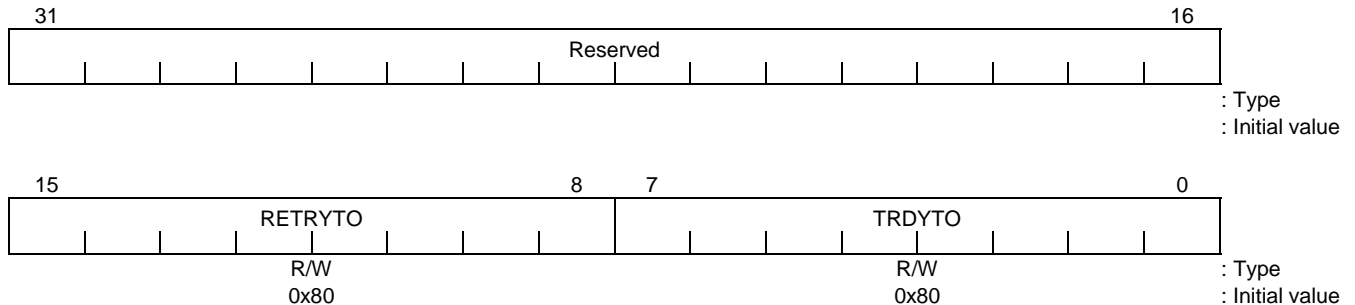 31 16
Reserved
: Type
: Initial value
15 8 7 0
RETRYTO TRDYTO
R/W R/W : Type
0x80 0x80 : Initial value